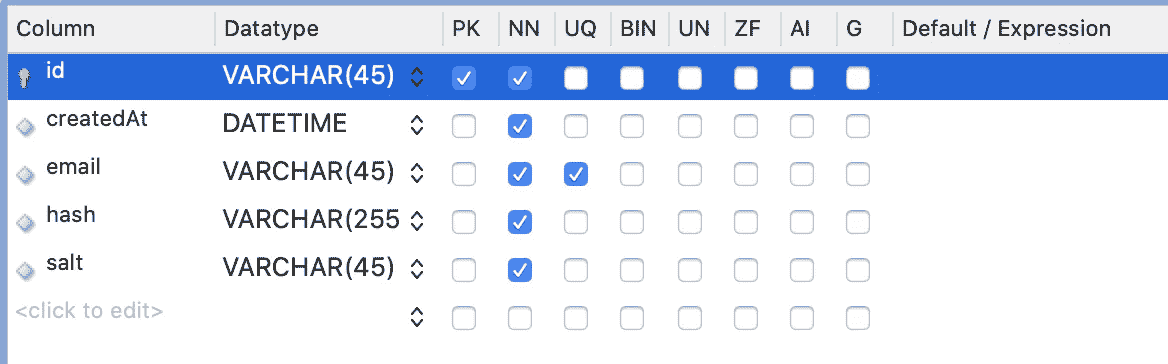 Column Datatype PK NN UQ BIN UN ZF AI G Default / Expression
id VARCHAR(45)
createdAt DATETIME
email VARCHAR(45)
hash VARCHAR(255
salt VARCHAR(45)
<click to edit>